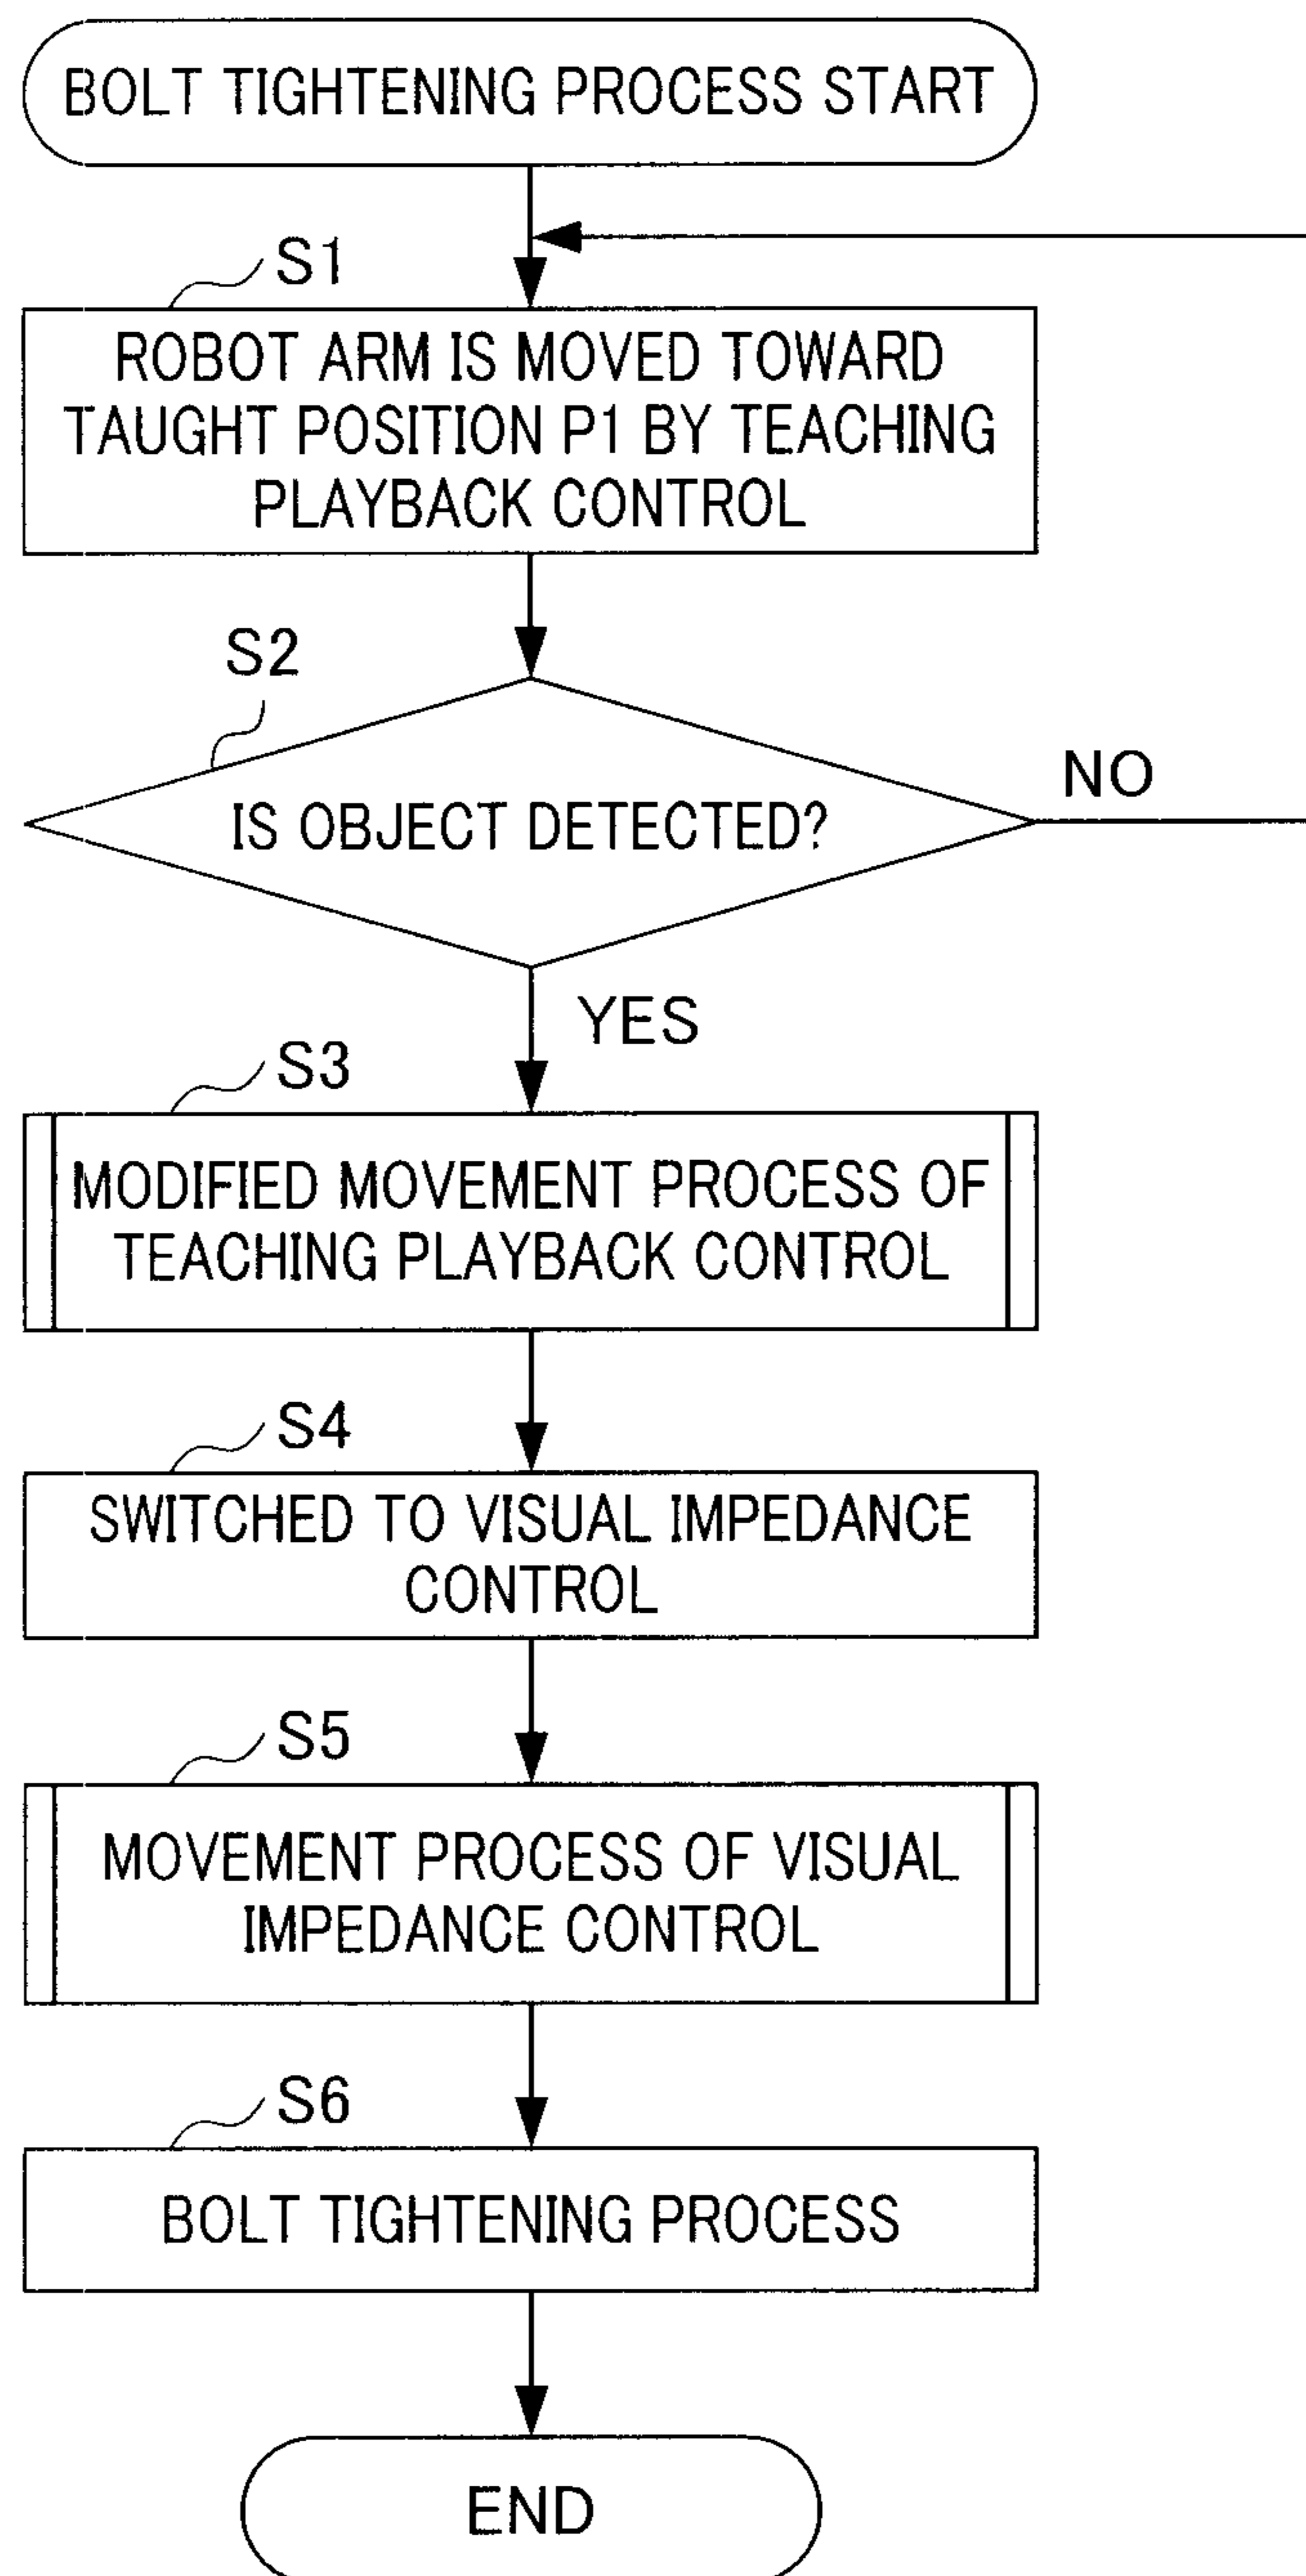 BOLT TIGHTENING PROCESS START
S1
ROBOT ARM IS MOVED TOWARD
TAUGHT POSITION P1 BY TEACHING
PLAYBACK CONTROL
S2
IS OBJECT DETECTED?
NO
YES
S3
MODIFIED MOVEMENT PROCESS OF
TEACHING PLAYBACK CONTROL
S4
SWITCHED TO VISUAL IMPEDANCE
CONTROL
S5
MOVEMENT PROCESS OF VISUAL
IMPEDANCE CONTROL
S6
BOLT TIGHTENING PROCESS
END